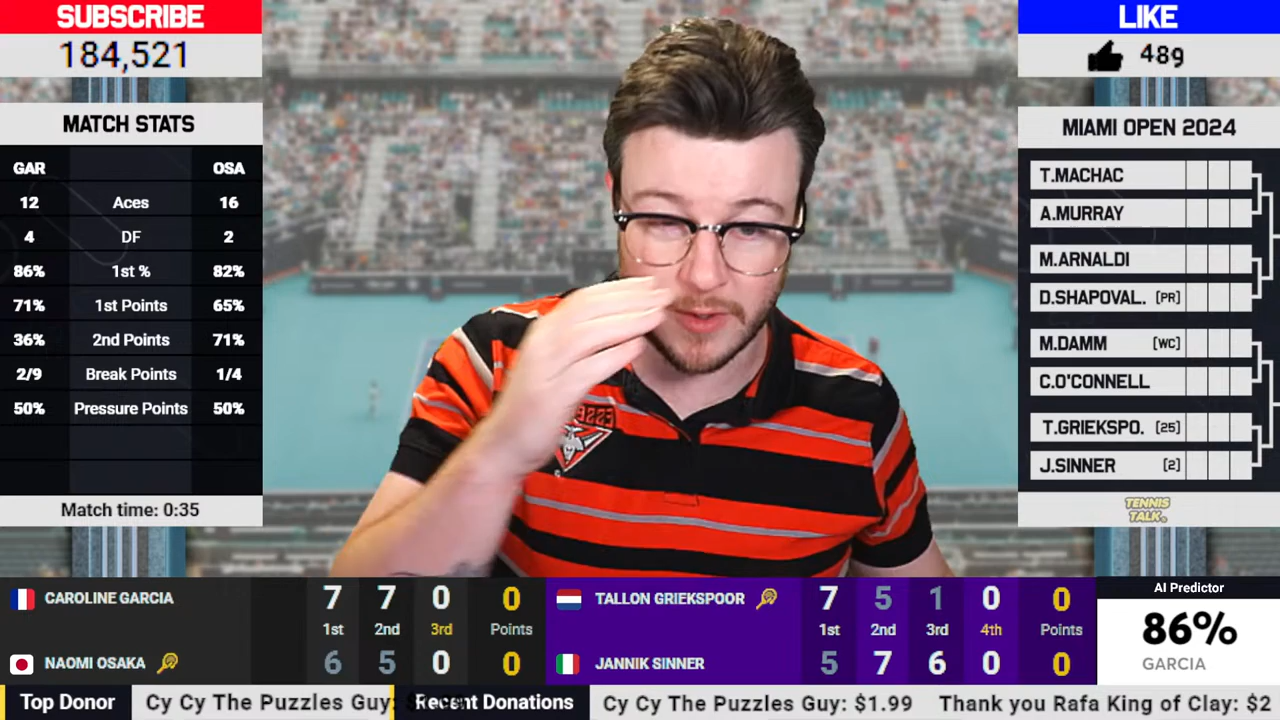 SUBSCRIBE
184,521
MATCH STATS
GAR OSA
12 Aces 16
4 DF 2
86% 1st % 82%
71% 1st Points 65%
36% 2nd Points 71%
2/9 Break Points 1/4
50% Pressure Points 50%
Match time: 0:35
LIKE
489
MIAMI OPEN 2024
T.MACHAC
A.MURRAY
M.ARNALDI
D.SHAPOVAL. [PR]
M.DAMM [WC]
C.O'CONNELL
T.GRIEKSPO. [25]
J.SINNER [2]
TENNIS
TALK.
CAROLINE GARCIA 7 7 0 0
1st 2nd 3rd Points
NAOMI OSAKA 6 5 0 0
TALLON GRIEKSPOOR 7 5 1 0 0
1st 2nd 3rd 4th Points
JANNIK SINNER 5 7 6 0 0
AI Predictor
86%
GARCIA
Top Donor Cy Cy The Puzzles Guy: Recent Donations Cy Cy The Puzzles Guy: $1.99 Thank you Rafa King of Clay: $2